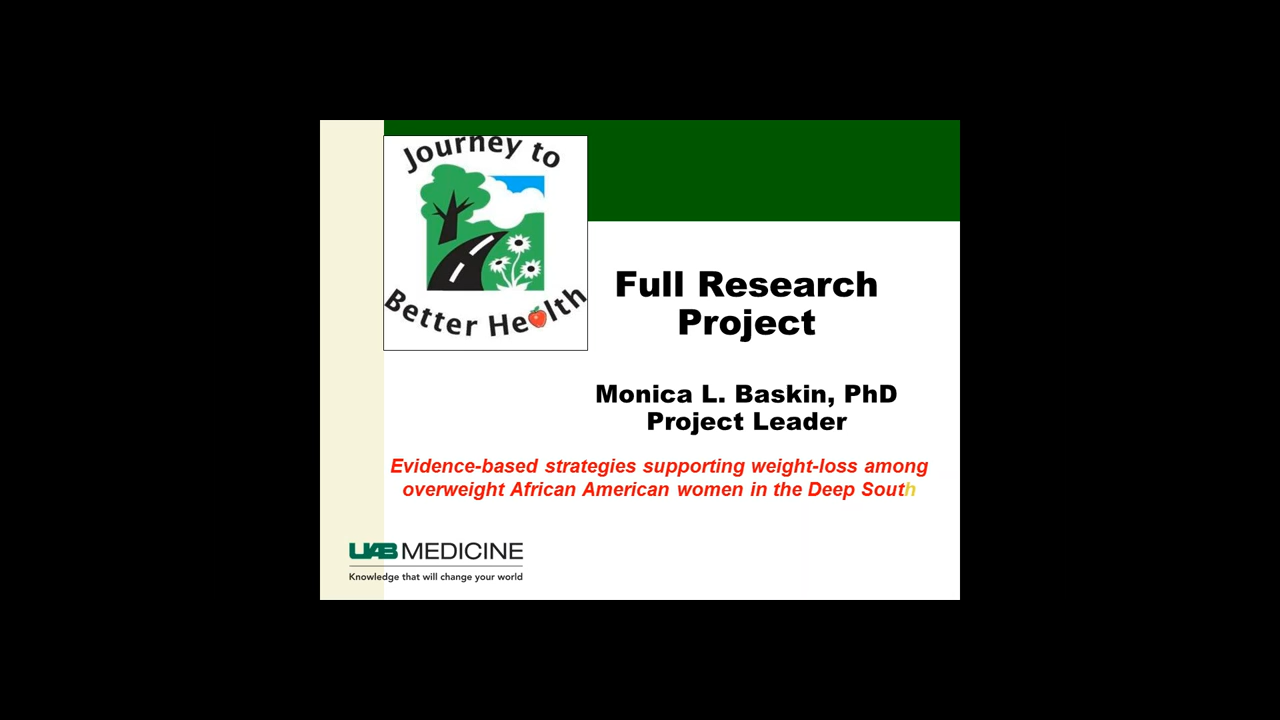 Journey to
Better Health
Full Research
Project
Monica L. Baskin, PhD
Project Leader
Evidence-based strategies supporting weight-loss among
overweight African American women in the Deep South
UAB MEDICINE
Knowledge that will change your world